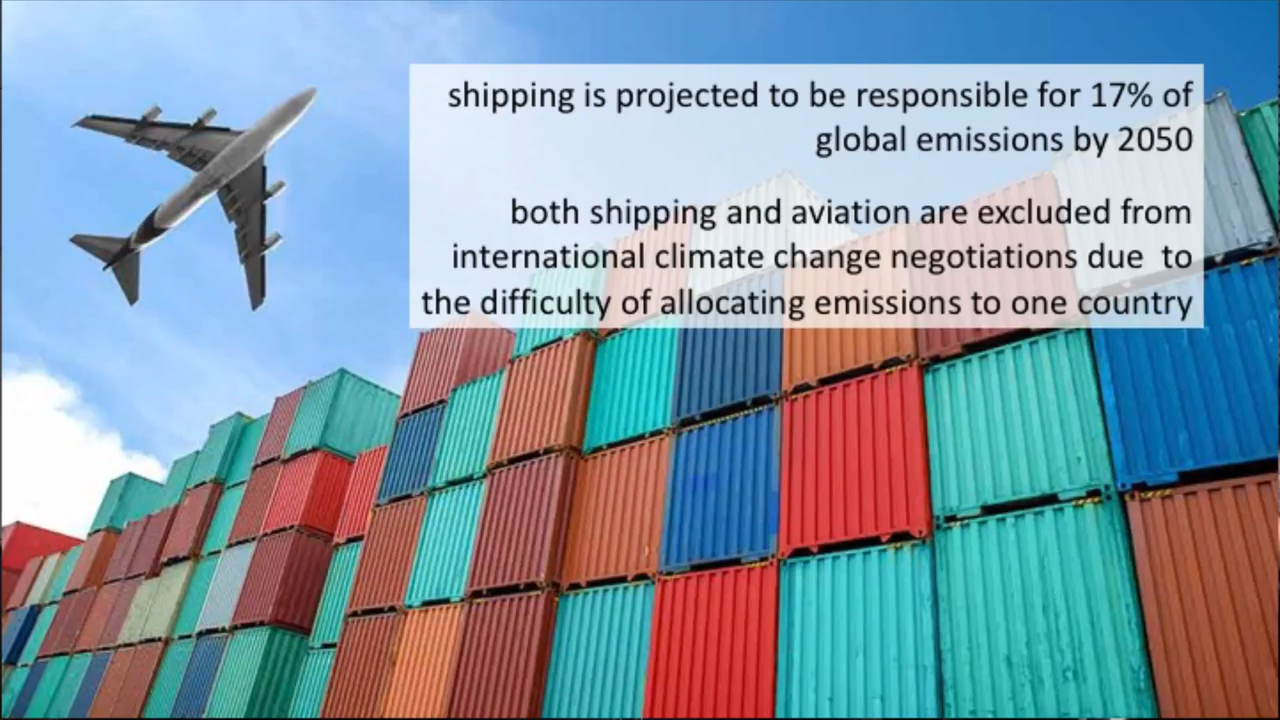 shipping is projected to be responsible for 17% of
global emissions by 2050
both shipping and aviation are excluded from
international climate change negotiations due  to
the difficulty of allocating emissions to one country